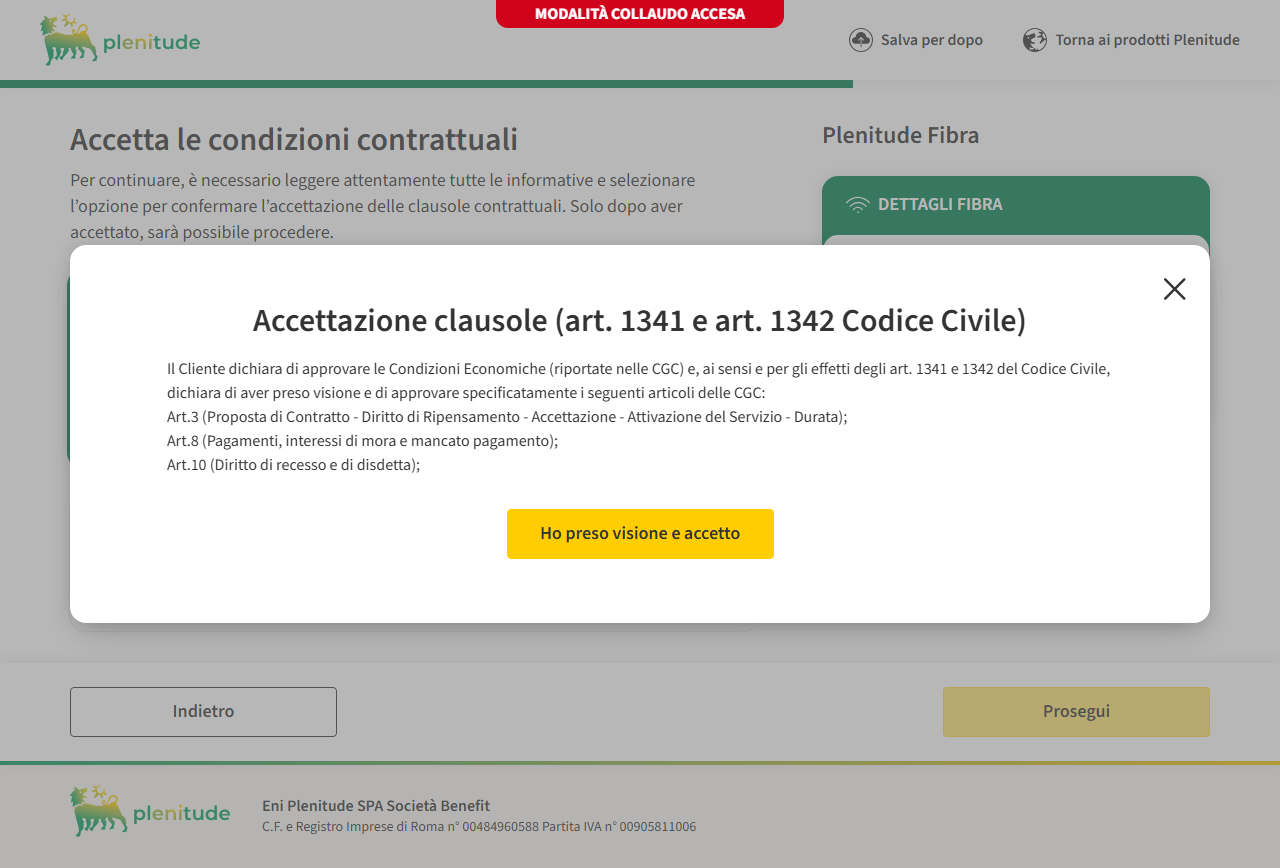 MODALITÀ COLLAUDO ACCESA
plenitude
Salva per dopo
Torna ai prodotti Plenitude
Accetta le condizioni contrattuali
Per continuare, è necessario leggere attentamente tutte le informative e selezionare
l’opzione per confermare l’accettazione delle clausole contrattuali. Solo dopo aver
accettato, sarà possibile procedere.
Plenitude Fibra
DETTAGLI FIBRA
Accettazione clausole (art. 1341 e art. 1342 Codice Civile)
Il Cliente dichiara di approvare le Condizioni Economiche (riportate nelle CGC) e, ai sensi e per gli effetti degli art. 1341 e 1342 del Codice Civile,
dichiara di aver preso visione e di approvare specificatamente i seguenti articoli delle CGC:
Art.3 (Proposta di Contratto - Diritto di Ripensamento - Accettazione - Attivazione del Servizio - Durata);
Art.8 (Pagamenti, interessi di mora e mancato pagamento);
Art.10 (Diritto di recesso e di disdetta);
Ho preso visione e accetto
Indietro
Prosegui
plenitude
Eni Plenitude SPA Società Benefit
C.F. e Registro Imprese di Roma n° 00484960588 Partita IVA n° 00905811006